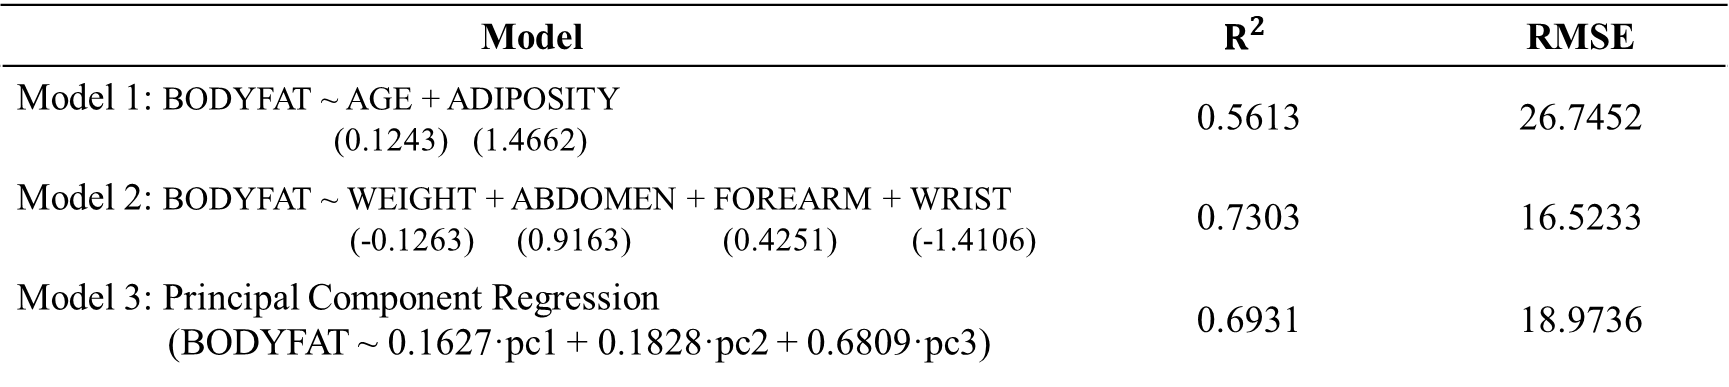 Model R² RMSE
Model 1: BODYFAT ~ AGE + ADIPOSITY
(0.1243) (1.4662)
0.5613 26.7452
Model 2: BODYFAT ~ WEIGHT + ABDOMEN + FOREARM + WRIST
(-0.1263) (0.9163) (0.4251) (-1.4106)
0.7303 16.5233
Model 3: Principal Component Regression
(BODYFAT ~ 0.1627·pc1 + 0.1828·pc2 + 0.6809·pc3)
0.6931 18.9736